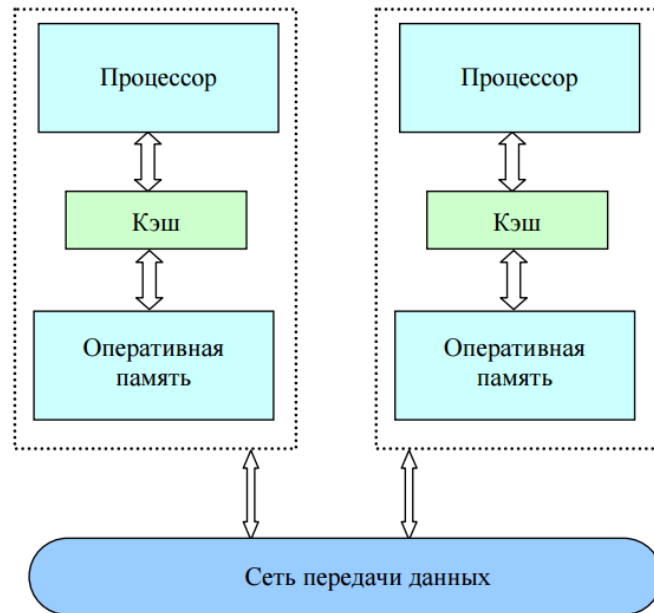 Процессор
Процессор
Кэш
Кэш
Оперативная
память
Оперативная
память
Сеть передачи данных